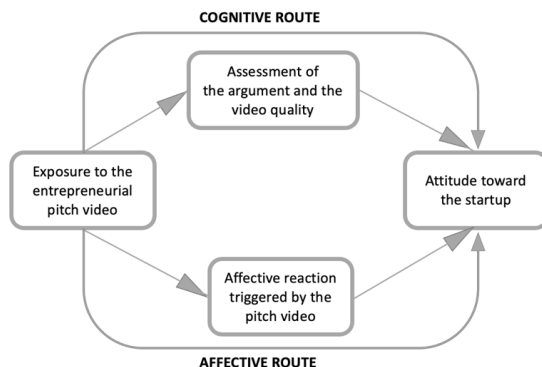 COGNITIVE ROUTE
Assessment of
the argument and the
video quality
Exposure to the
entrepreneurial
pitch video
Attitude toward
the startup
Affective reaction
triggered by the
pitch video
AFFECTIVE ROUTE